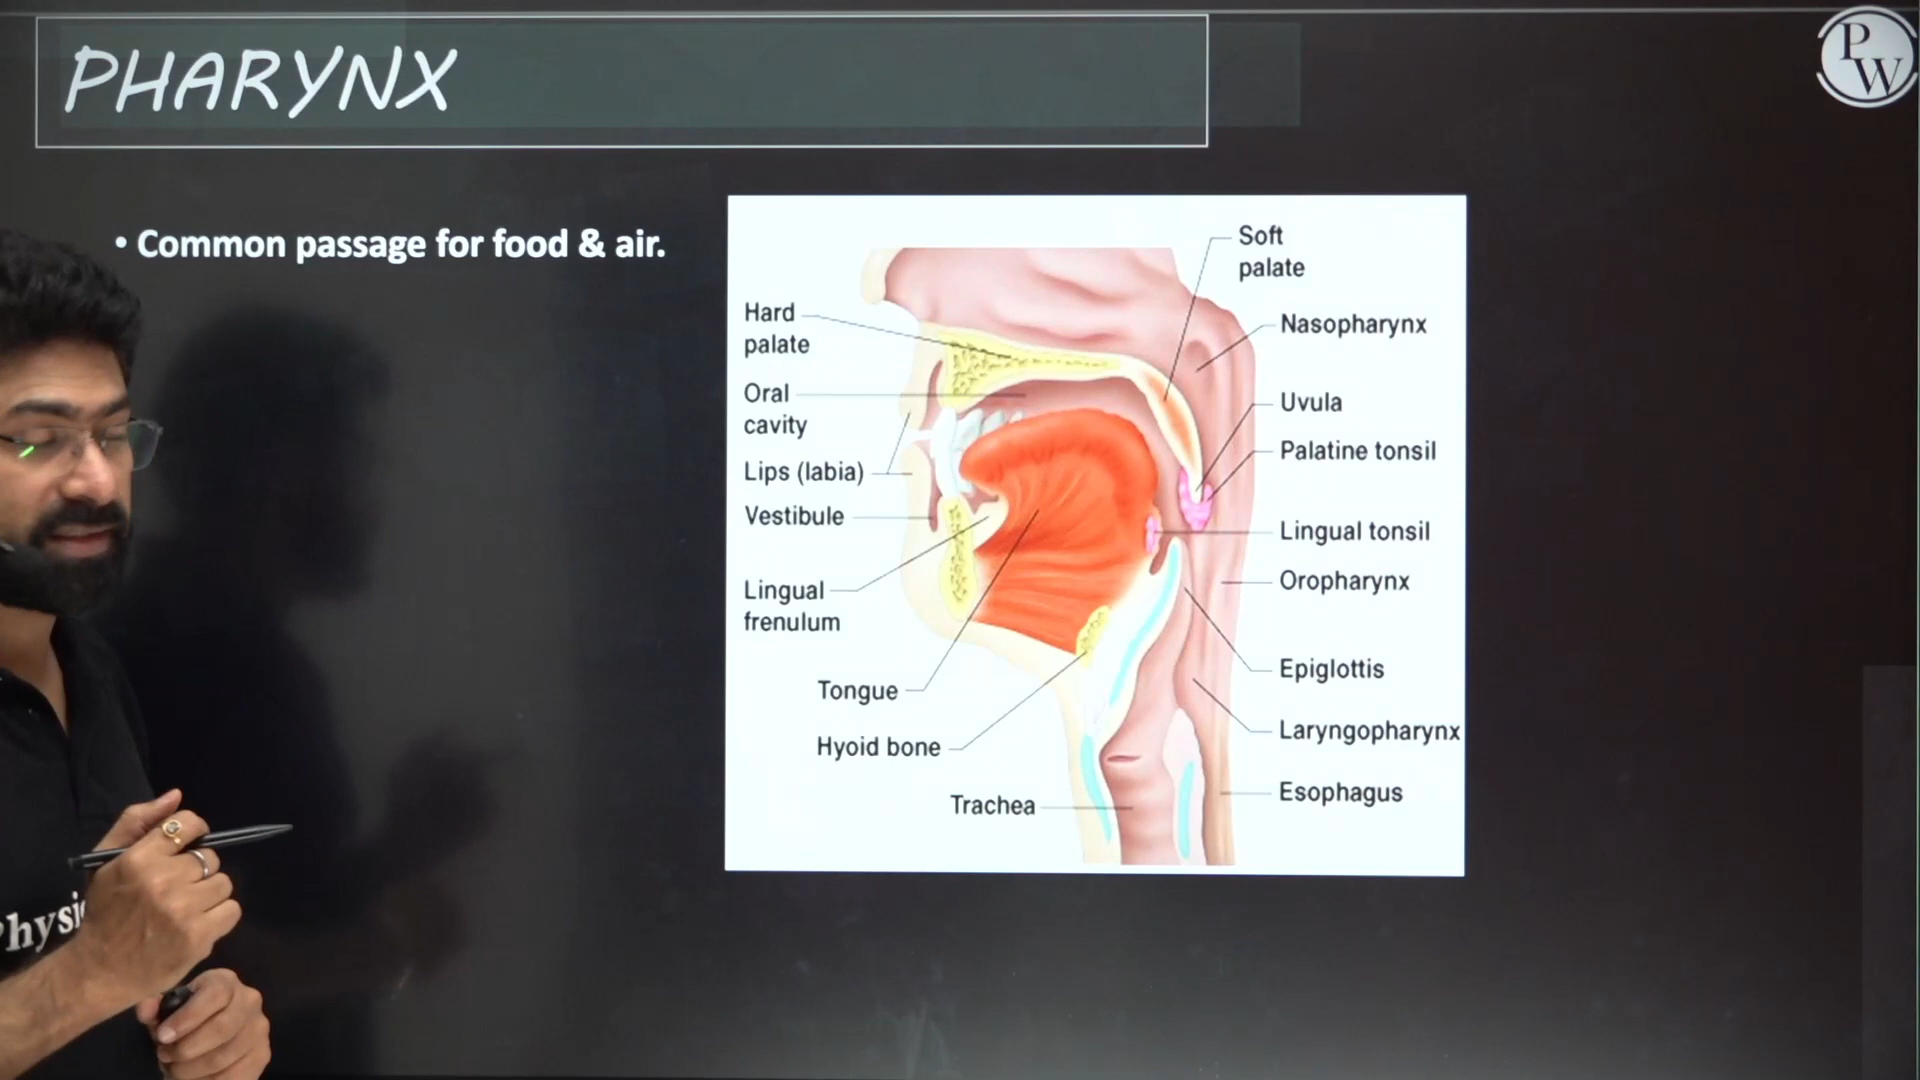 PHARYNX
PW
• Common passage for food & air.
Soft
palate
Hard
palate
Nasopharynx
Oral
cavity
Uvula
Palatine tonsil
Lips (labia)
Vestibule
Lingual tonsil
Lingual
frenulum
Oropharynx
Epiglottis
Tongue
Laryngopharynx
Hyoid bone
Esophagus
Trachea
Physi